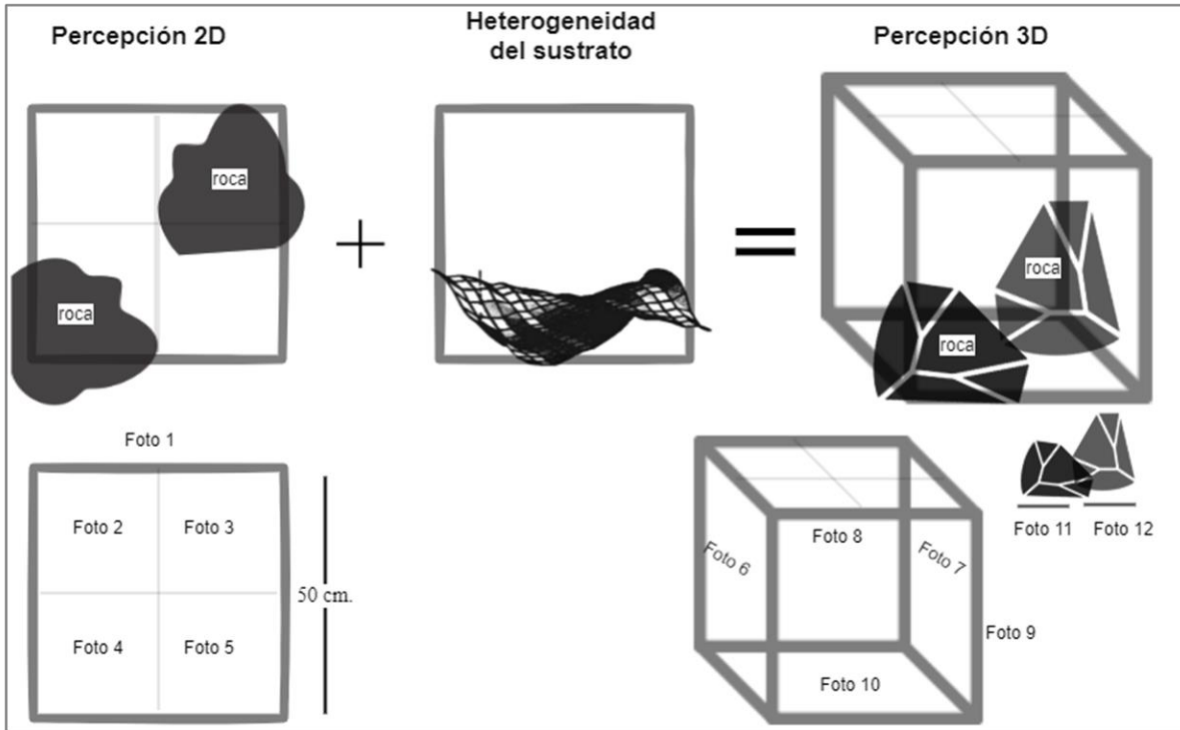 Percepción 2D
Heterogeneidad
del sustrato
Percepción 3D
roca
roca
roca
roca
Foto 1
Foto 2
Foto 3
Foto 4
Foto 5
50 cm.
Foto 6
Foto 8
Foto 7
Foto 9
Foto 10
Foto 11
Foto 12